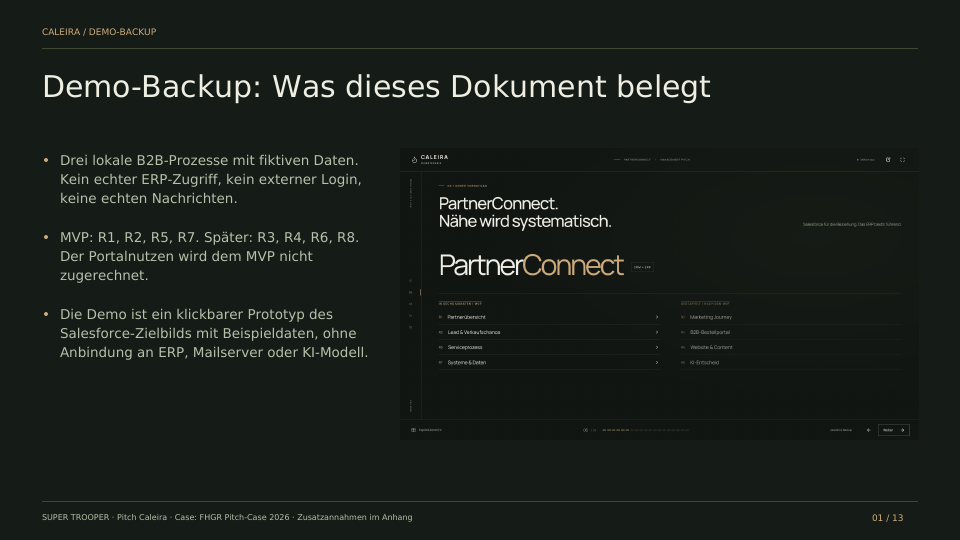 CALEIRA / DEMO-BACKUP
Demo-Backup: Was dieses Dokument belegt
• Drei lokale B2B-Prozesse mit fiktiven Daten.
Kein echter ERP-Zugriff, kein externer Login,
keine echten Nachrichten.
• MVP: R1, R2, R5, R7. Später: R3, R4, R6, R8.
Der Portalnutzen wird dem MVP nicht
zugerechnet.
• Die Demo ist ein klickbarer Prototyp des
Salesforce-Zielbilds mit Beispieldaten, ohne
Anbindung an ERP, Mailserver oder KI-Modell.
CALEIRA
PartnerConnect.
Nähe wird systematisch.
PartnerConnect
Partnerübersicht
Lead & Verkaufschance
Serviceprozess
Systeme & Daten
Marketing Journey
B2B-Bestellportal
Website & Content
KI-Entscheid
Weiter
SUPER TROOPER · Pitch Caleira · Case: FHGR Pitch-Case 2026 · Zusatzannahmen im Anhang
01 / 13